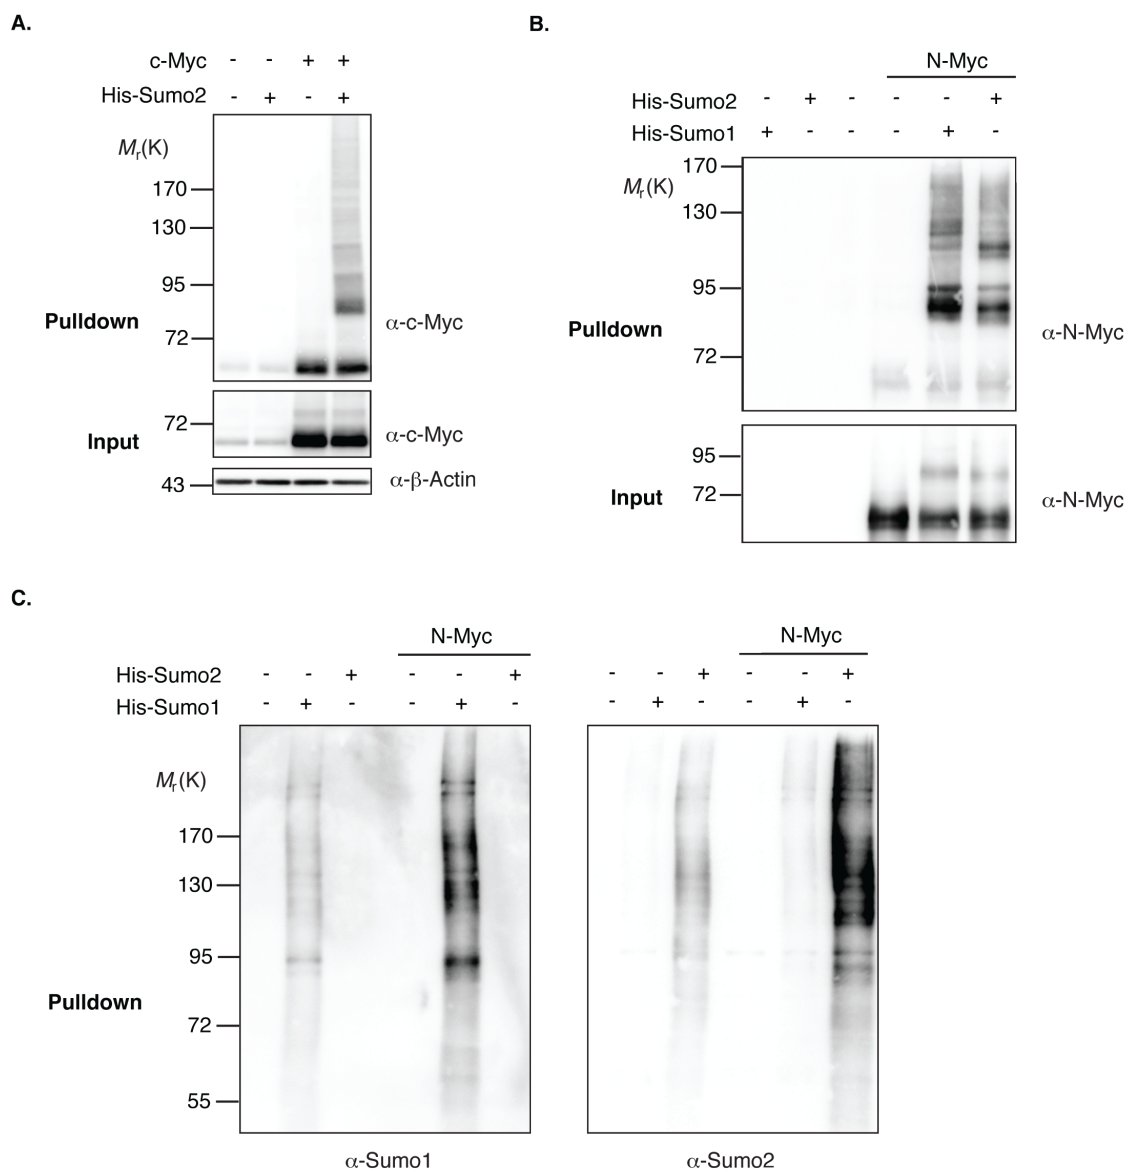 A.
c-Myc - - + +
His-Sumo2 - + - +
Mr(K)
170
130
95
72
Pulldown
α-c-Myc
72
Input
α-c-Myc
43
α-β-Actin
B.
N-Myc
His-Sumo2 - + - - - +
His-Sumo1 + - - - + -
170
Mr(K)
130
95
Pulldown
α-N-Myc
72
95
72
Input
α-N-Myc
C.
N-Myc
His-Sumo2 - - + - - +
His-Sumo1 - + - - + -
Mr(K)
170
130
95
Pulldown
72
55
α-Sumo1
N-Myc
- - + - - +
- + - - + -
α-Sumo2